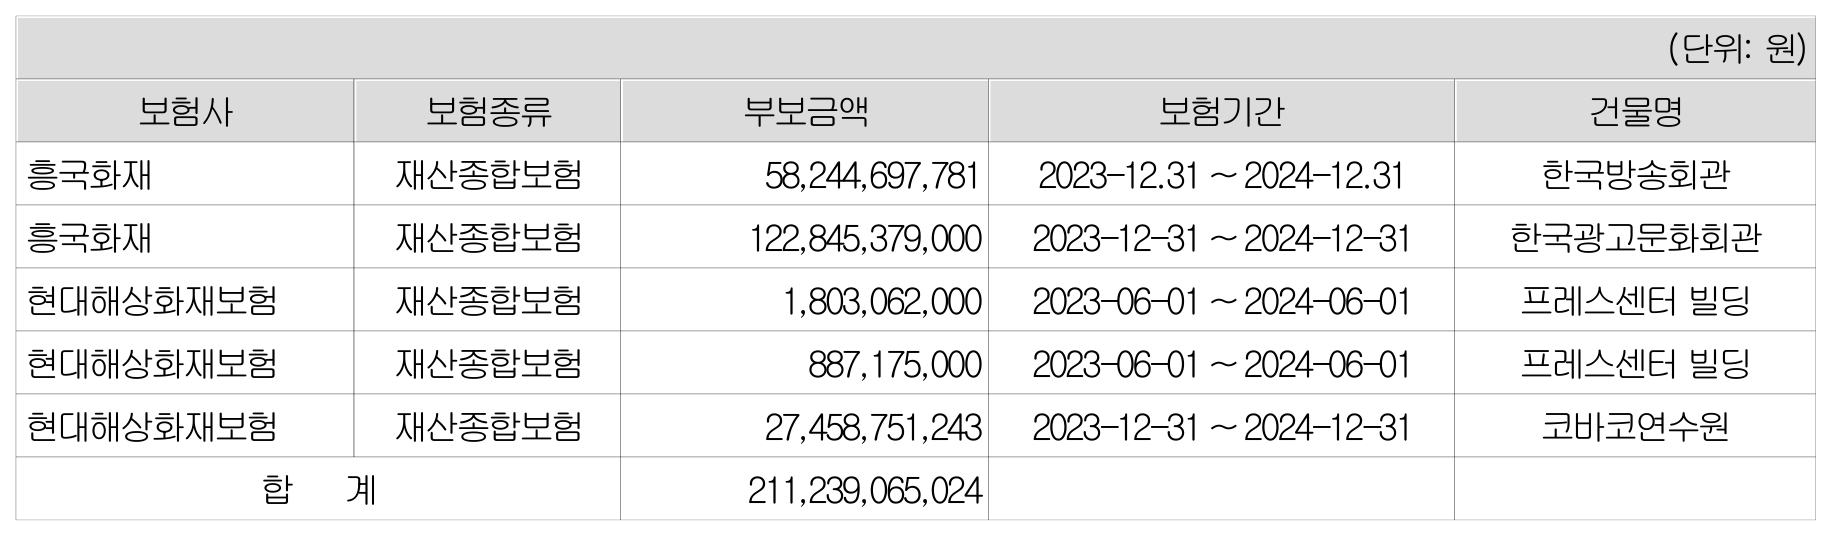 (단위: 원)
보험사 보험종류 부보금액 보험기간 건물명
흥국화재 재산종합보험 58,244,697,781 2023-12.31 ~ 2024-12.31 한국방송회관
흥국화재 재산종합보험 122,845,379,000 2023-12-31 ~ 2024-12-31 한국광고문화회관
현대해상화재보험 재산종합보험 1,803,062,000 2023-06-01 ~ 2024-06-01 프레스센터 빌딩
현대해상화재보험 재산종합보험 887,175,000 2023-06-01 ~ 2024-06-01 프레스센터 빌딩
현대해상화재보험 재산종합보험 27,458,751,243 2023-12-31 ~ 2024-12-31 코바코연수원
합 계 211,239,065,024